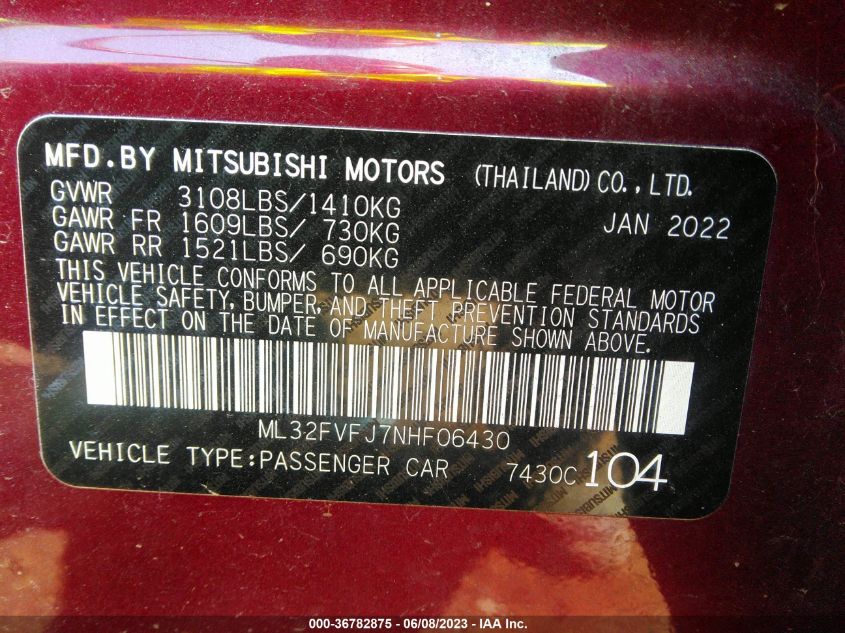 MFD.BY MITSUBISHI MOTORS (THAILAND) CO., LTD.
GVWR 3108LBS/1410KG JAN 2022
GAWR FR 1609LBS/ 730KG
GAWR RR 1521LBS/ 690KG
THIS VEHICLE CONFORMS TO ALL APPLICABLE FEDERAL MOTOR
VEHICLE SAFETY, BUMPER, AND THEFT PREVENTION STANDARDS
IN EFFECT ON THE DATE OF MANUFACTURE SHOWN ABOVE.
ML32FVFJ7NHF06430
VEHICLE TYPE:PASSENGER CAR 7430C 104
000-36782875 - 06/08/2023 - IAA Inc.